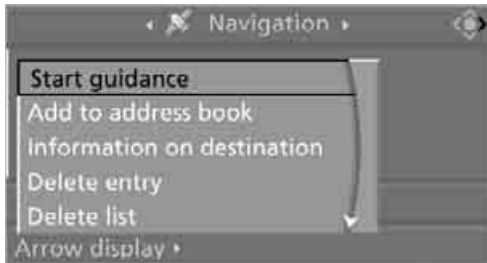 Navigation
Start guidance
Add to address book
Information on destination
Delete entry
Delete list
Arrow display